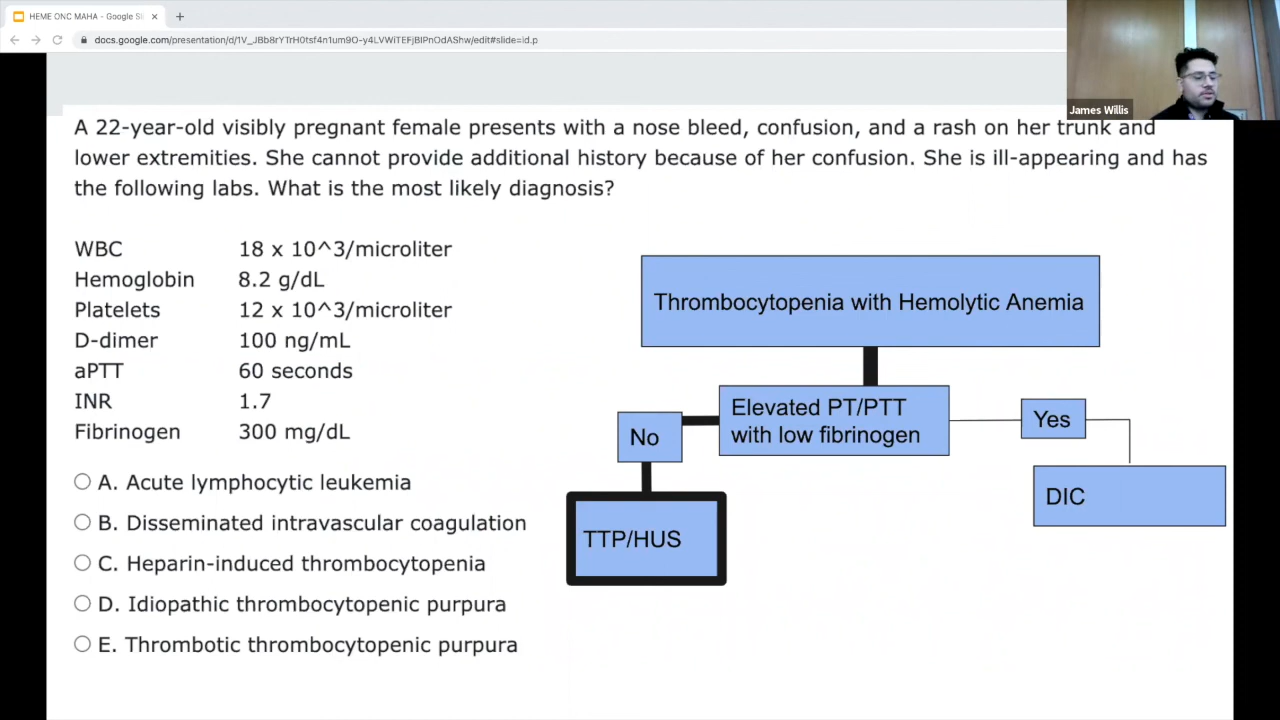 HEME ONC MAHA - Google Sli
docs.google.com/presentation/d/1V_JBb8rYTrH0tsf4n1um9O-y4LVWiTEFjBIPnOdAShw/edit#slide=id.p
James Willis
A 22-year-old visibly pregnant female presents with a nose bleed, confusion, and a rash on her trunk and
lower extremities. She cannot provide additional history because of her confusion. She is ill-appearing and has
the following labs. What is the most likely diagnosis?
WBC 18 x 10^3/microliter
Hemoglobin 8.2 g/dL
Platelets 12 x 10^3/microliter
D-dimer 100 ng/mL
aPTT 60 seconds
INR 1.7
Fibrinogen 300 mg/dL
A. Acute lymphocytic leukemia
B. Disseminated intravascular coagulation
C. Heparin-induced thrombocytopenia
D. Idiopathic thrombocytopenic purpura
E. Thrombotic thrombocytopenic purpura
Thrombocytopenia with Hemolytic Anemia
Elevated PT/PTT
with low fibrinogen
No
Yes
TTP/HUS
DIC